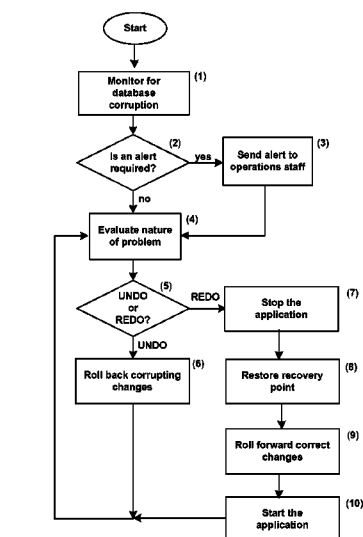 Start
(1)
Monitor for
database
corruption
(2)
Is an alert
required?
yes
(3)
Send alert to
operations staff
no
(4)
Evaluate nature
of problem
(5)
UNDO
or
REDO?
REDO
(7)
Stop the
application
UNDO
(6)
Roll back corrupting
changes
(8)
Restore recovery
point
(9)
Roll forward correct
changes
(10)
Start the
application